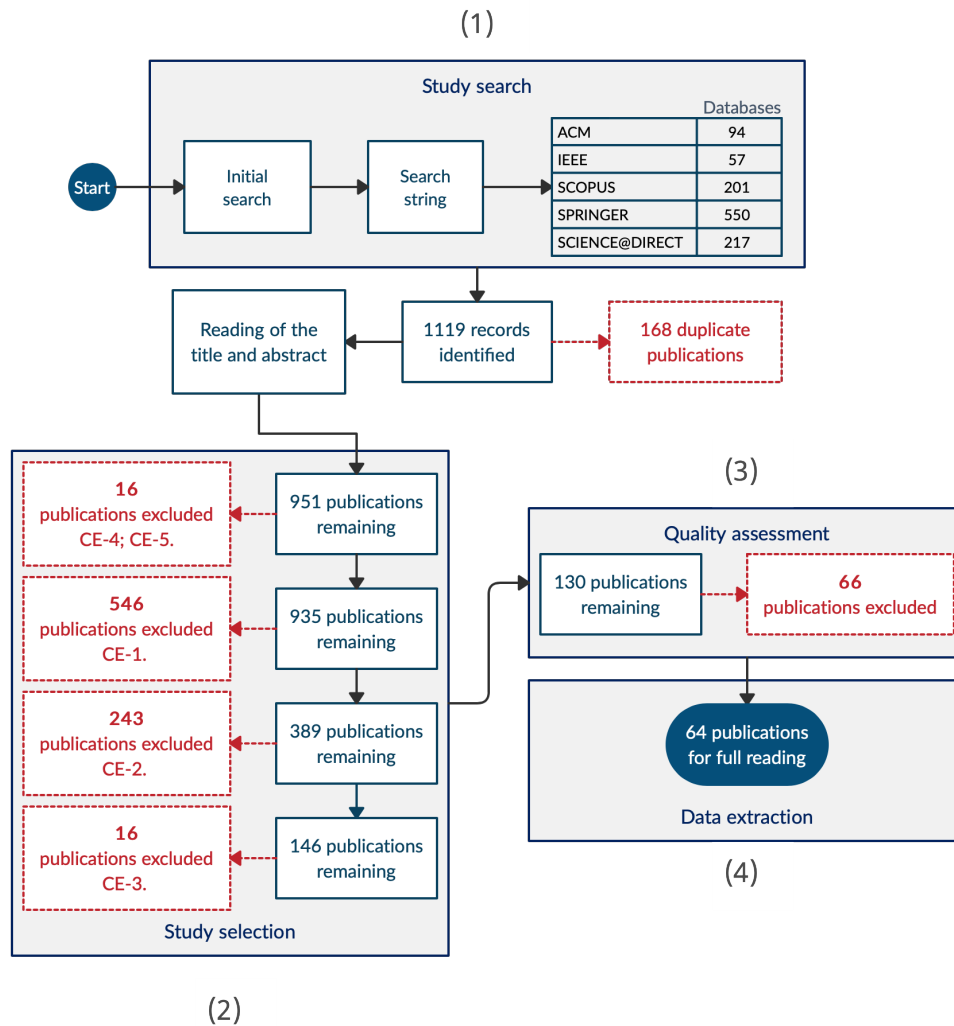 (1)
Study search
Databases
Start
Initial
search
Search
string
ACM 94
IEEE 57
SCOPUS 201
SPRINGER 550
SCIENCE@DIRECT 217
Reading of the
title and abstract
1119 records
identified
168 duplicate
publications
16
publications excluded
CE-4; CE-5.
951 publications
remaining
546
publications excluded
CE-1.
935 publications
remaining
243
publications excluded
CE-2.
389 publications
remaining
16
publications excluded
CE-3.
146 publications
remaining
Study selection
(2)
(3)
Quality assessment
130 publications
remaining
66
publications excluded
64 publications
for full reading
Data extraction
(4)